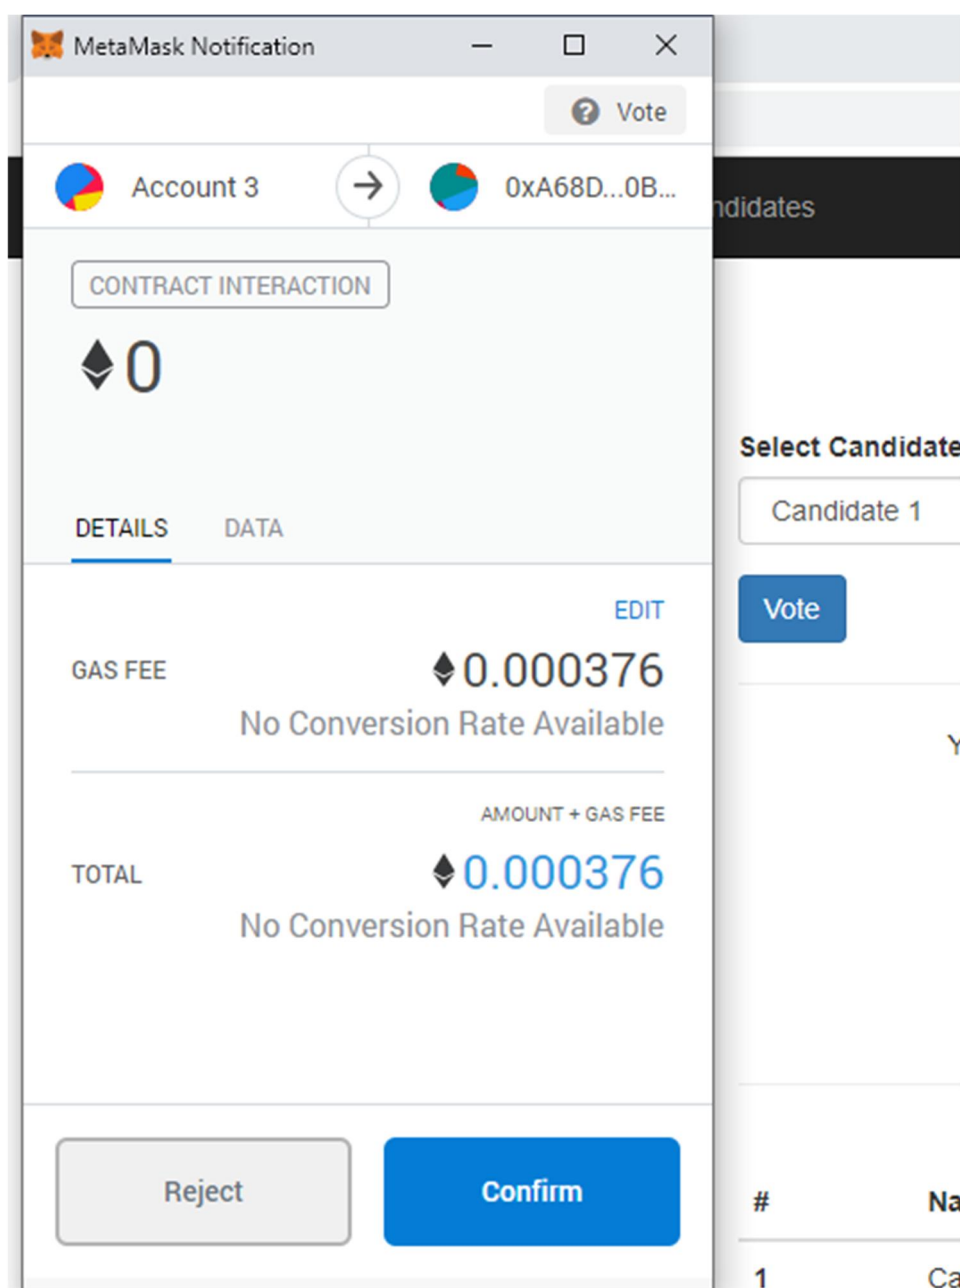 MetaMask Notification
Vote
Account 3
0xA68D...0B...
CONTRACT INTERACTION
0
DETAILS
DATA
EDIT
GAS FEE
0.000376
No Conversion Rate Available
AMOUNT + GAS FEE
TOTAL
0.000376
No Conversion Rate Available
Reject
Confirm
ndidates
Select Candidate
Candidate 1
Vote
Y
# Na
1 Ca